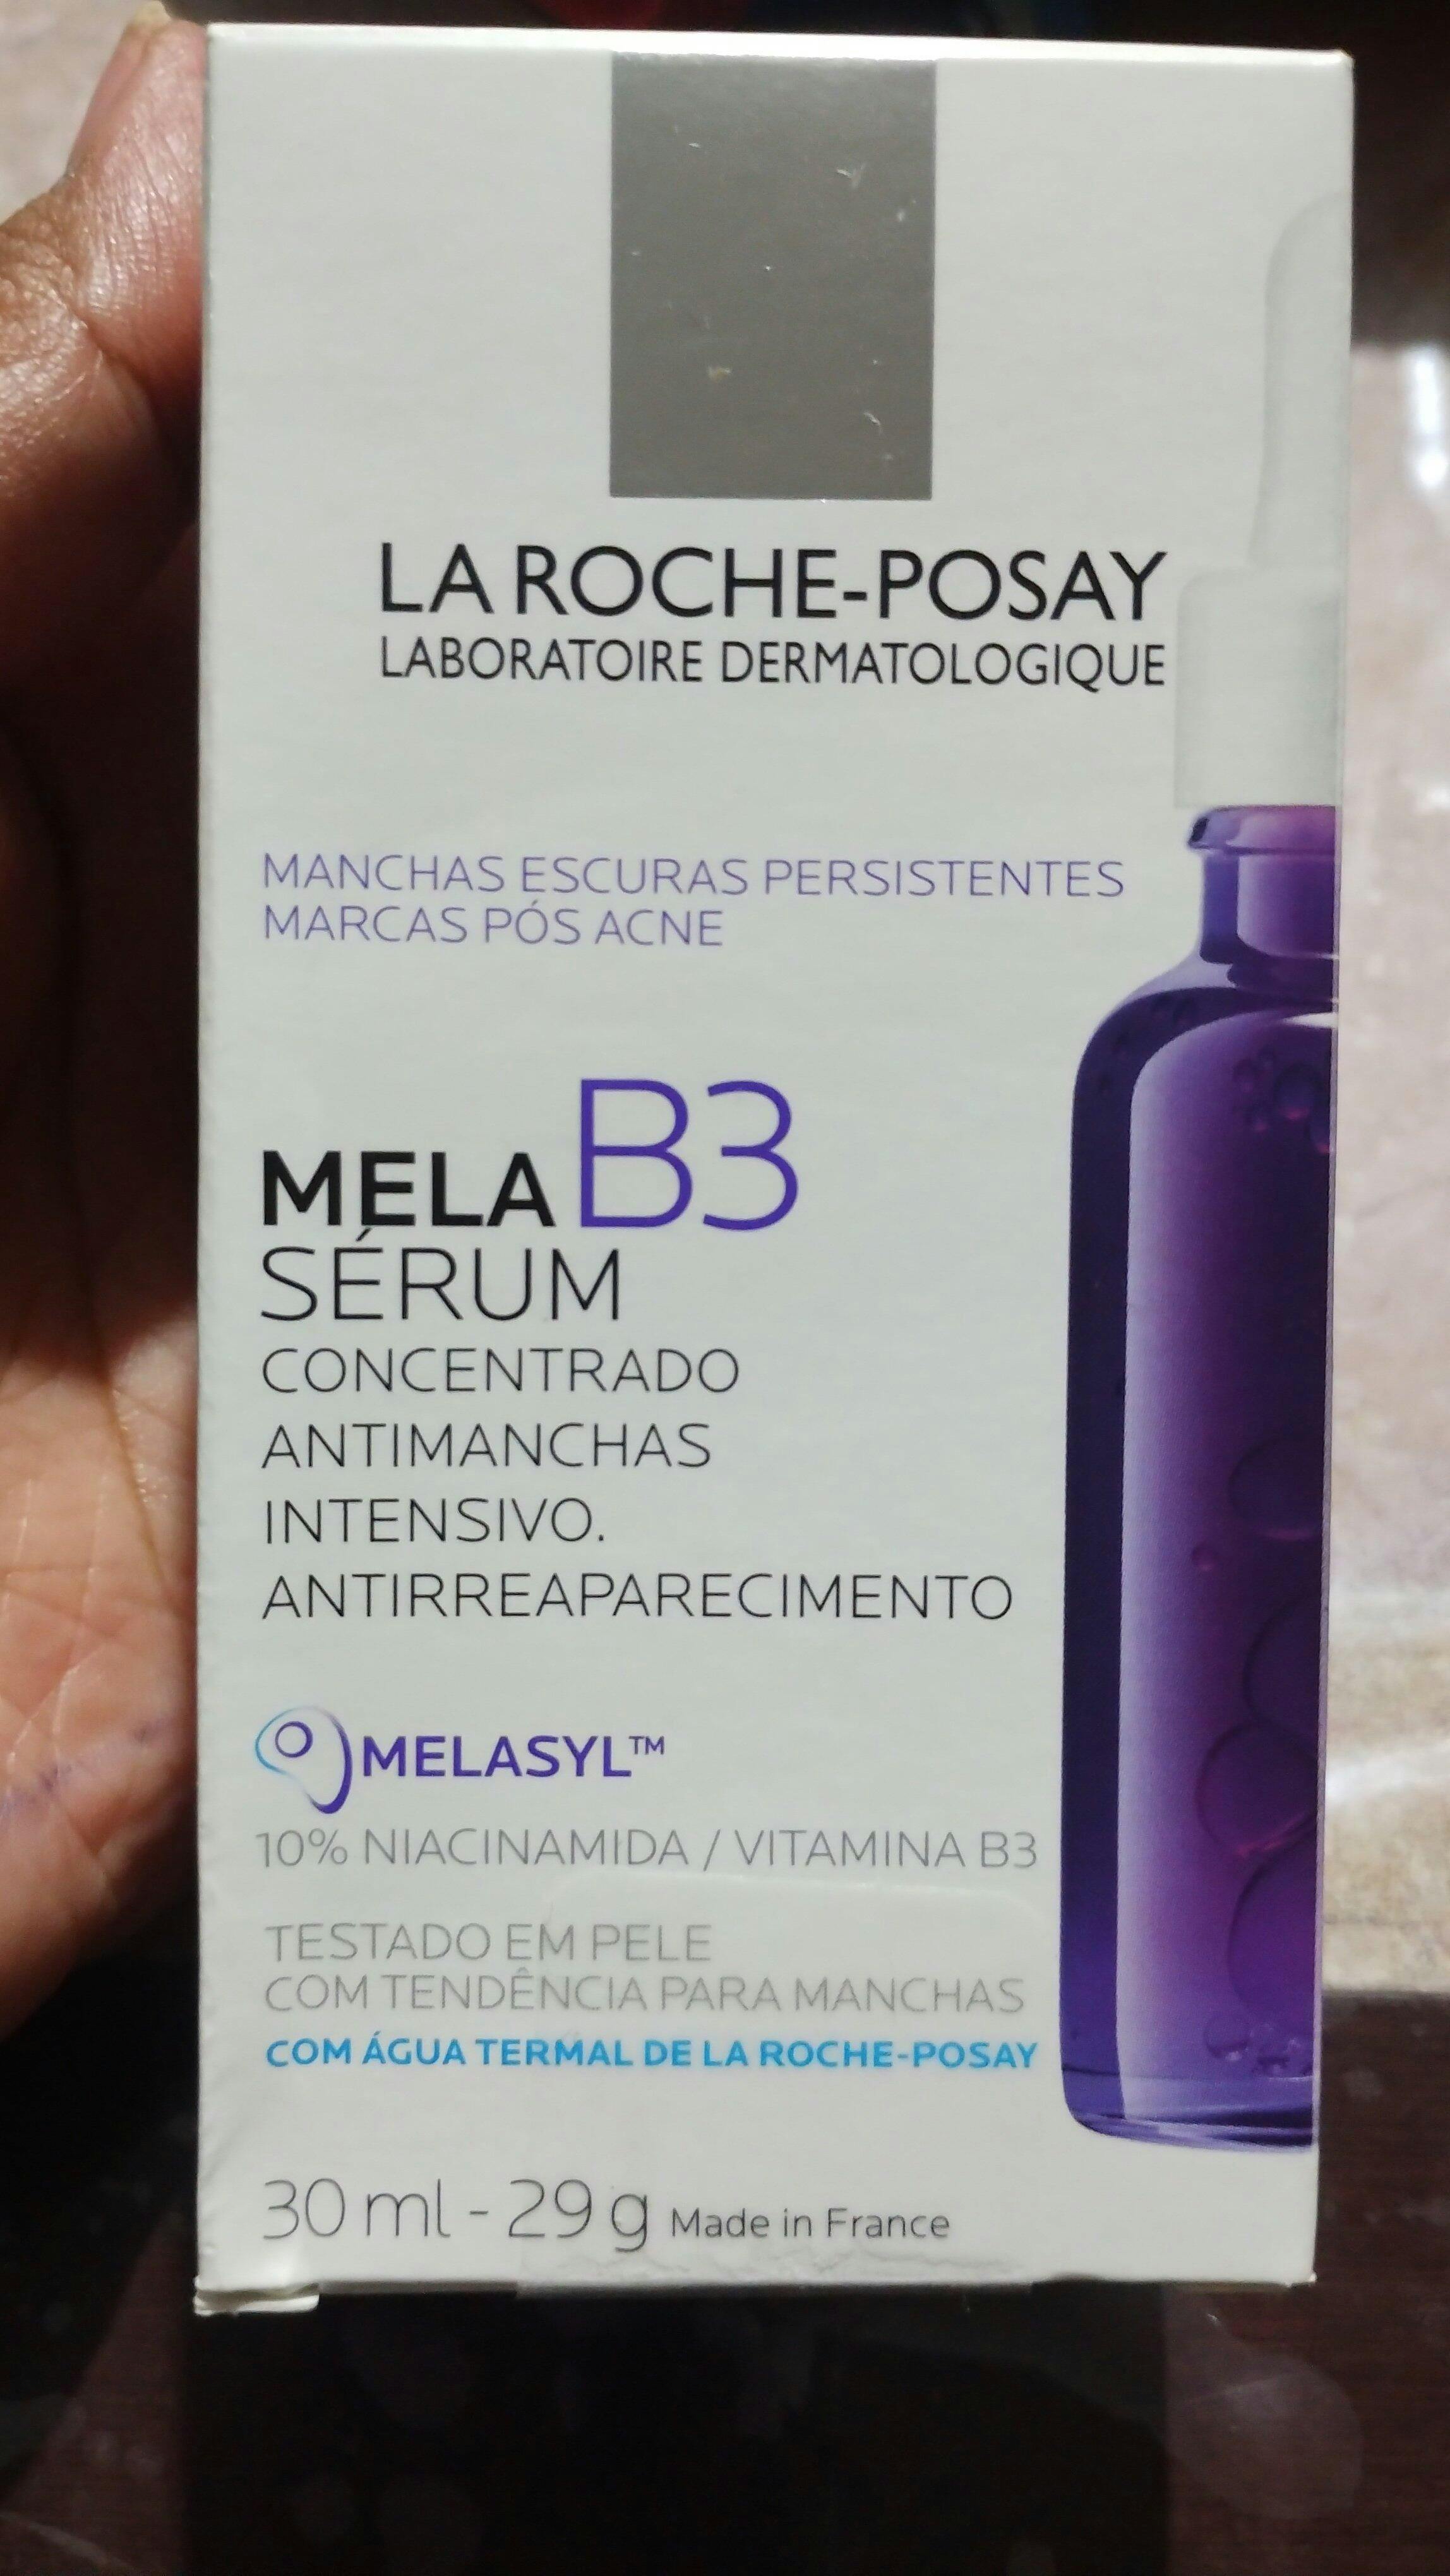 LA ROCHE-POSAY
LABORATOIRE DERMATOLOGIQUE
MANCHAS ESCURAS PERSISTENTES
MARCAS PÓS ACNE
MELA B3
SÉRUM
CONCENTRADO
ANTIMANCHAS
INTENSIVO.
ANTIRREAPARECIMENTO
MELASYL™
10% NIACINAMIDA / VITAMINA B3
TESTADO EM PELE
COM TENDÊNCIA PARA MANCHAS
COM ÁGUA TERMAL DE LA ROCHE-POSAY
30 ml - 29 g Made in France